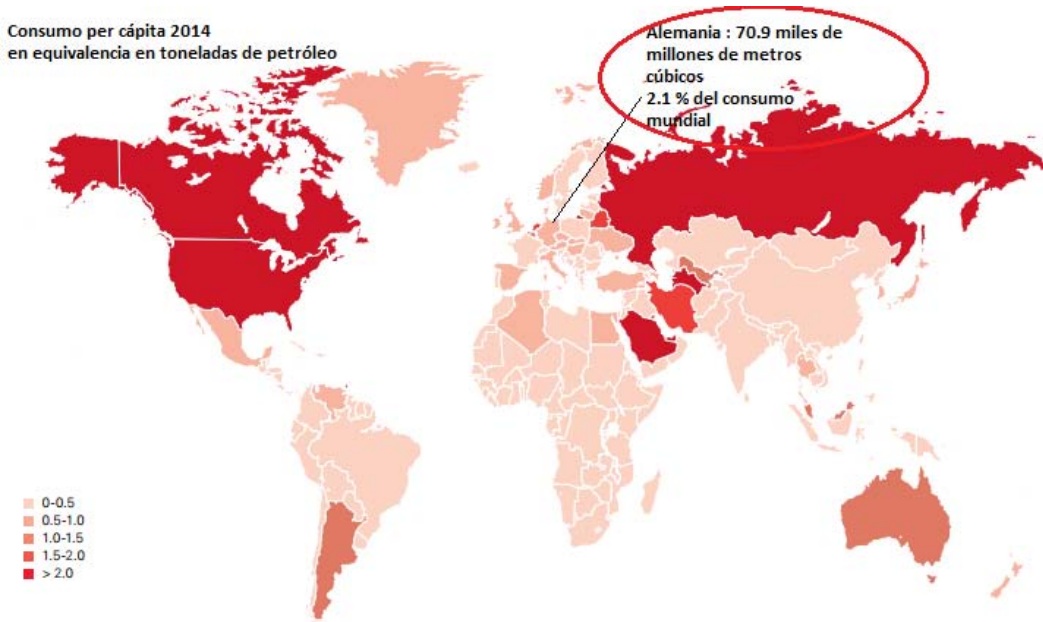 Consumo per cápita 2014
en equivalencia en toneladas de petróleo
Alemania : 70.9 miles de
millones de metros
cúbicos
2.1 % del consumo
mundial
0-0.5
0.5-1.0
1.0-1.5
1.5-2.0
> 2.0